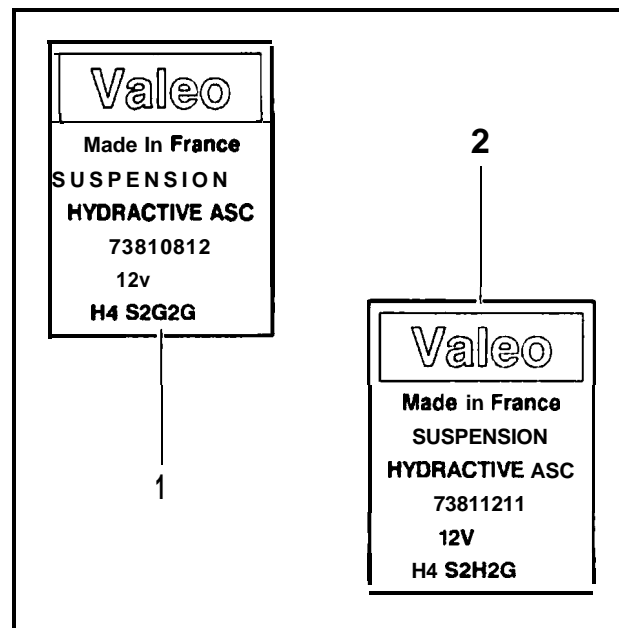 Valeo
Made In France
SUSPENSION
HYDRACTIVE ASC
73810812
12v
H4 S2G2G
1
2
Valeo
Made in France
SUSPENSION
HYDRACTIVE ASC
73811211
12V
H4 S2H2G